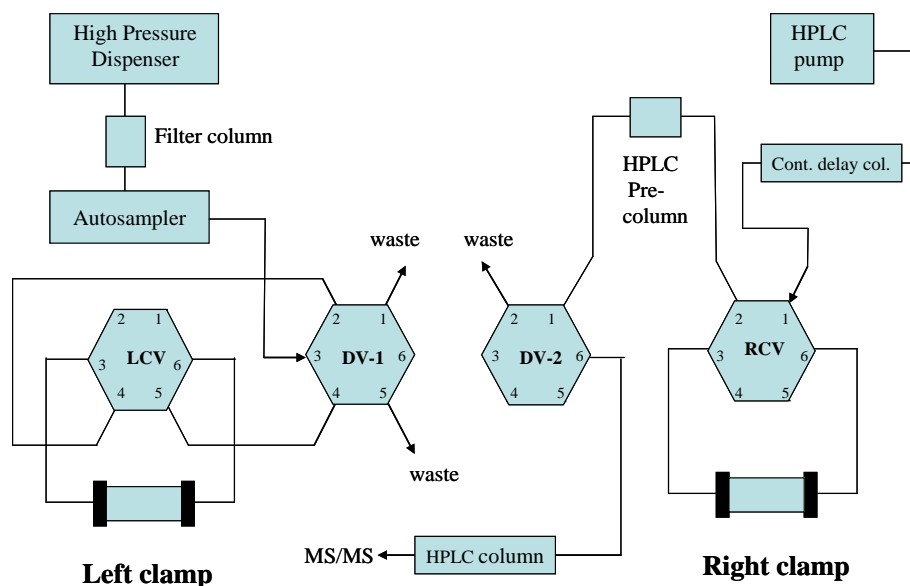 High Pressure
Dispenser
HPLC
pump
Filter column
HPLC
Pre-
column
Cont. delay col.
Autosampler
waste
waste
2 1
3 LCV 6
4 5
2 1
3 DV-1 6
4 5
2 1
3 DV-2 6
4 5
2 1
3 RCV 6
4 5
waste
MS/MS
HPLC column
Left clamp
Right clamp